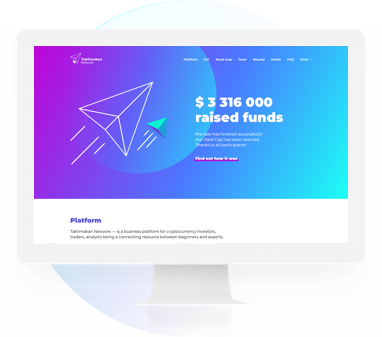 Taklimakan
Network
Platform ICO Road map Team Bounty Media FAQ Docs
$ 3 316 000
raised funds
Pre-sale has finished successfully!
Our Hard Cap has been reached.
Thanks to all participants!
Find out how it was
Platform
Taklimakan Network — is a business platform for cryptocurrency investors,
traders, analysts being a connecting resource between beginners and experts.